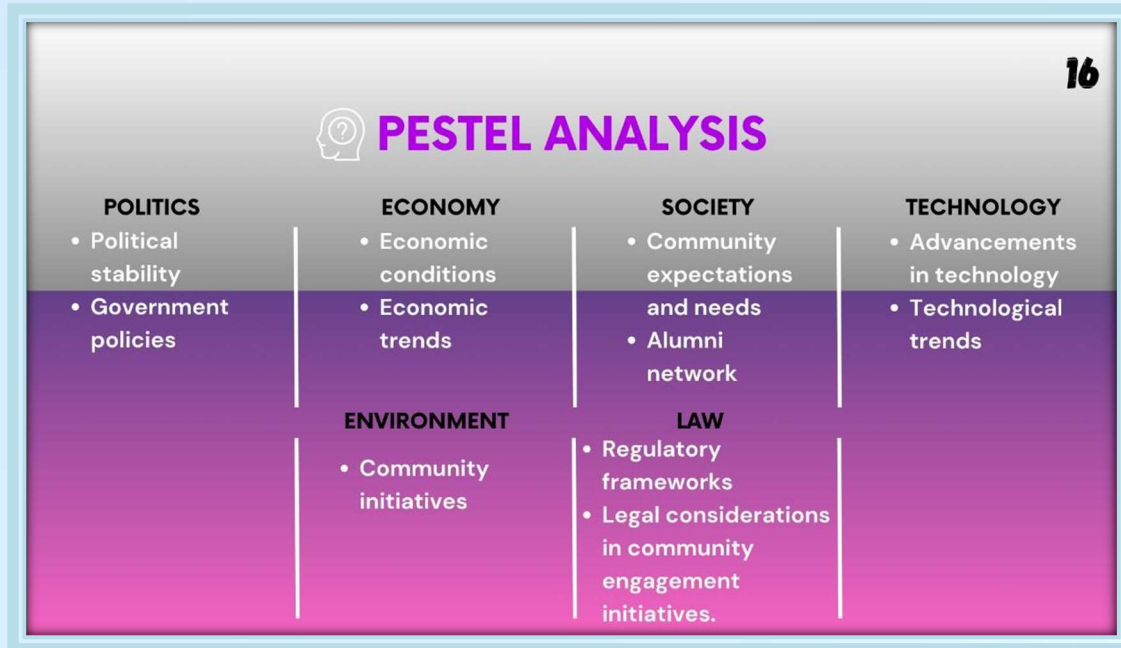 16
PESTEL ANALYSIS
POLITICS
• Political
stability
• Government
policies
ECONOMY
• Economic
conditions
• Economic
trends
SOCIETY
• Community
expectations
and needs
• Alumni
network
TECHNOLOGY
• Advancements
in technology
• Technological
trends
ENVIRONMENT
• Community
initiatives
LAW
• Regulatory
frameworks
• Legal considerations
in community
engagement
initiatives.